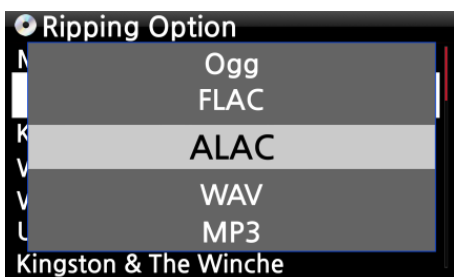 Ripping Option
Ogg
FLAC
ALAC
WAV
MP3
Kingston & The Winche